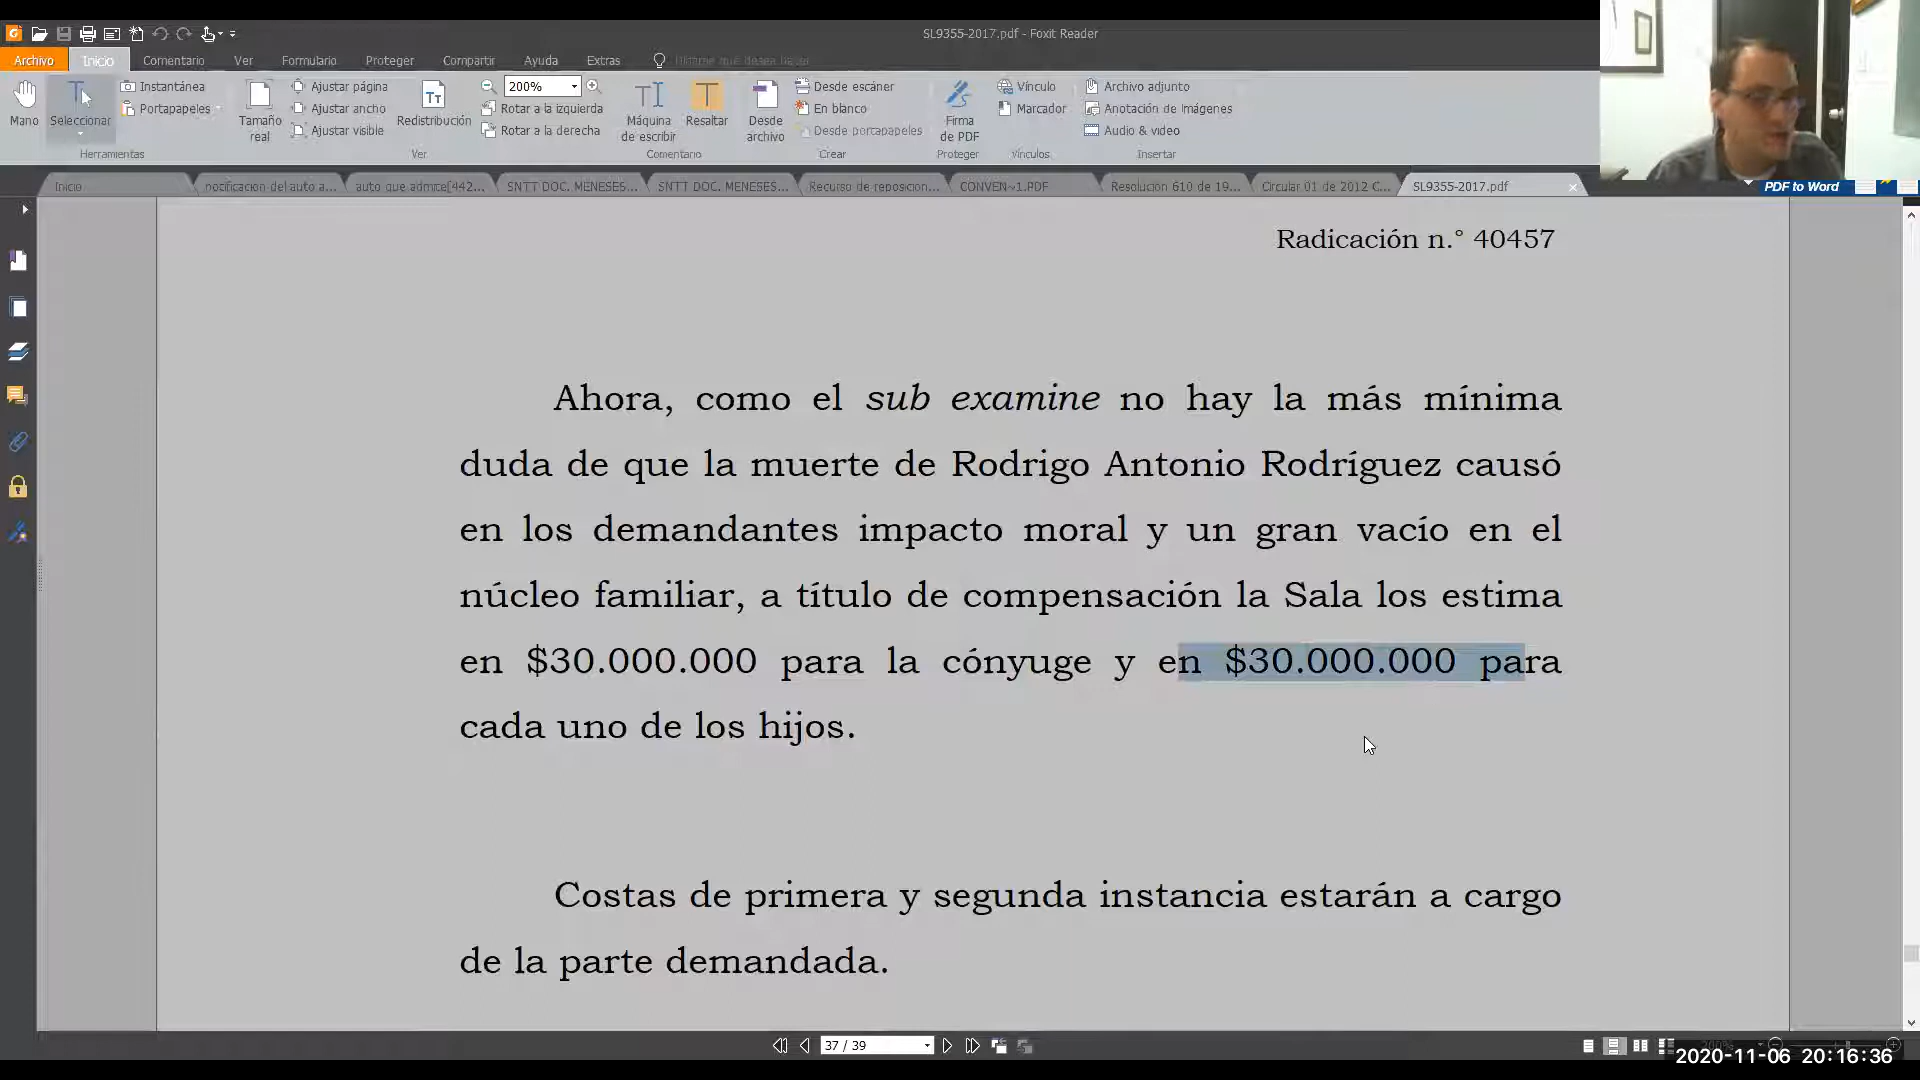 SL9355-2017.pdf - Foxit Reader
Archivo Inicio Comentario Ver Formulario Proteger Compartir Ayuda Extras
Mano
Seleccionar
Instantánea
Portapapeles
Herramientas
Tamaño real
Ajustar página
Ajustar ancho
Ajustar visible
Redistribución
200%
Rotar a la izquierda
Rotar a la derecha
Ver
Máquina de escribir
Resaltar
Comentario
Desde archivo
Desde escáner
En blanco
Desde portapapeles
Crear
Firma de PDF
Proteger
Vínculo
Marcador
Vínculos
Archivo adjunto
Anotación de imágenes
Audio & video
Insertar
Inicio notificacion del auto a... auto que admite[442... SNTT DOC. MENESES... SNTT DOC. MENESES... Recurso de reposicion... CONVEN~1.PDF Resolución 610 de 19... Circular 01 de 2012 C... SL9355-2017.pdf
PDF to Word
Radicación n.° 40457
Ahora, como el sub examine no hay la más mínima
duda de que la muerte de Rodrigo Antonio Rodríguez causó
en los demandantes impacto moral y un gran vacío en el
núcleo familiar, a título de compensación la Sala los estima
en $30.000.000 para la cónyuge y en $30.000.000 para
cada uno de los hijos.
Costas de primera y segunda instancia estarán a cargo
de la parte demandada.
37 / 39
2020-11-06 20:16:36